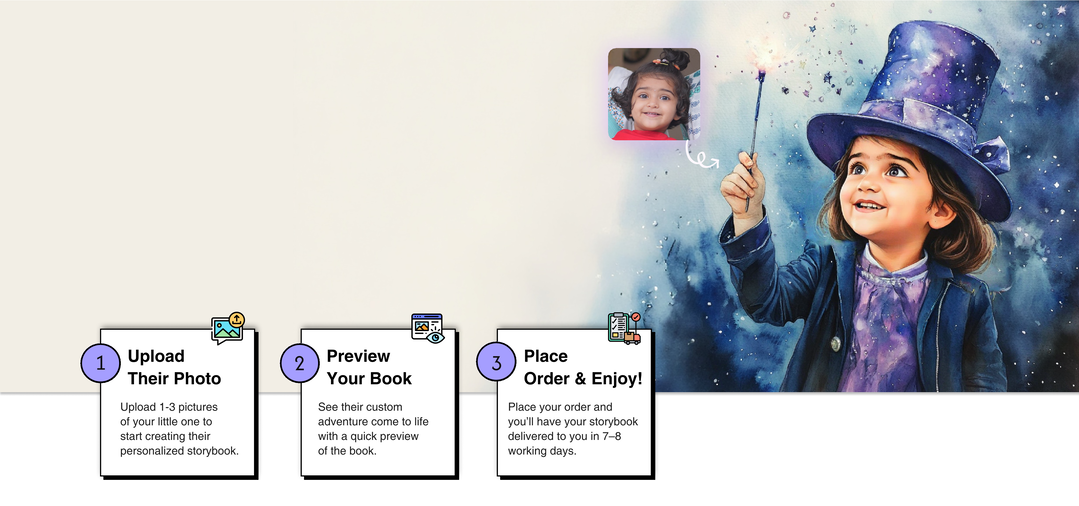 1
Upload
Their Photo
Upload 1-3 pictures
of your little one to
start creating their
personalized storybook.
2
Preview
Your Book
See their custom
adventure come to life
with a quick preview
of the book.
3
Place
Order & Enjoy!
Place your order and
you’ll have your storybook
delivered to you in 7–8
working days.